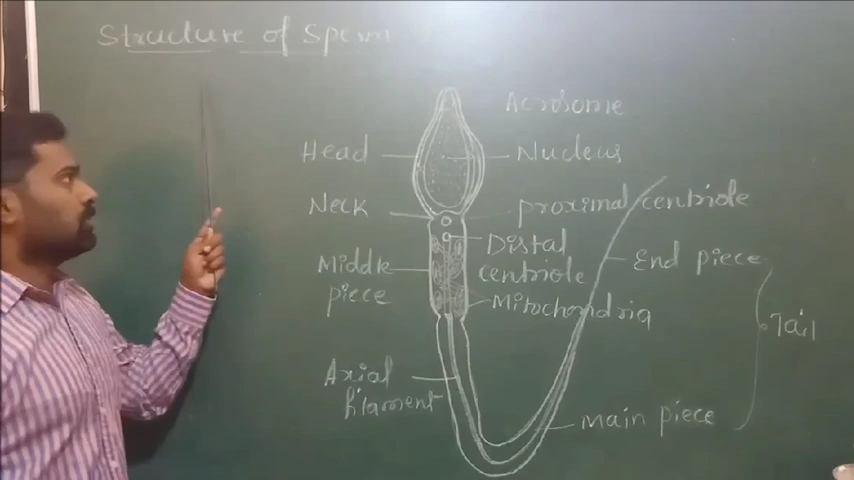 Structure of Sperm
Acrosome
Head
Nucleus
Neck
proximal centriole
Distal
centriole
Middle
piece
End piece
Mitochondria
Tail
Axial
filament
Main piece